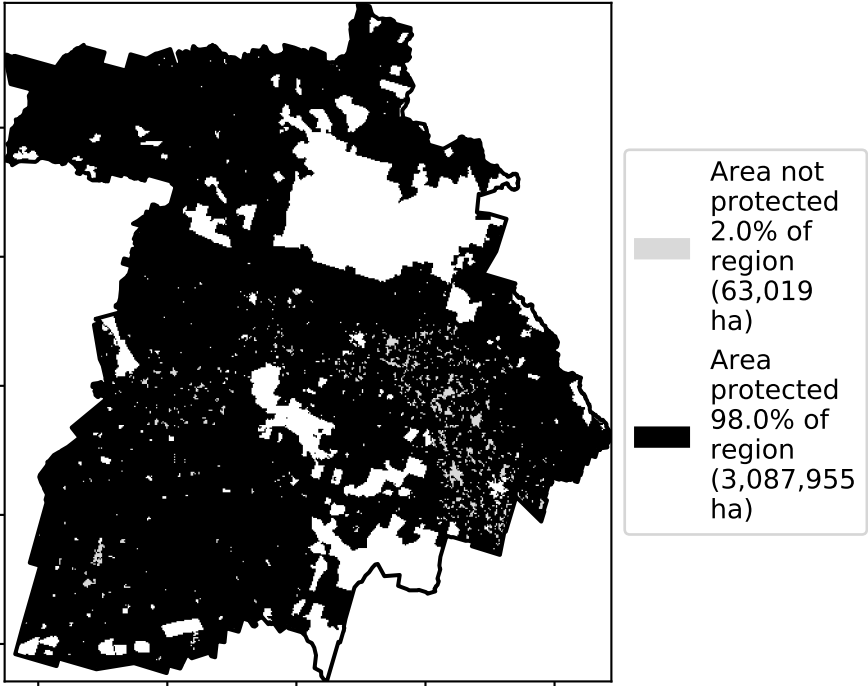 Area not
protected
2.0% of
region
(63,019
ha)
Area
protected
98.0% of
region
(3,087,955
ha)